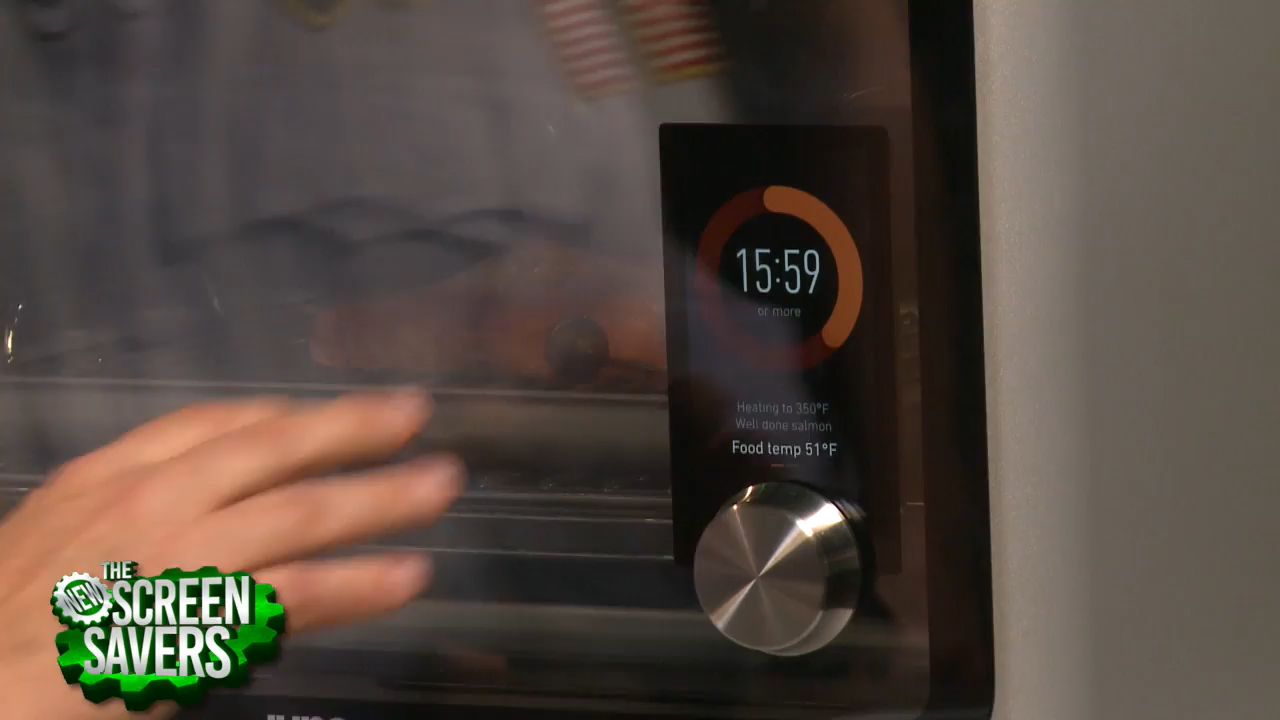 15:59
or more
Heating to 350°F
Well done salmon
Food temp 51°F
THE
NEW
SCREEN
SAVERS